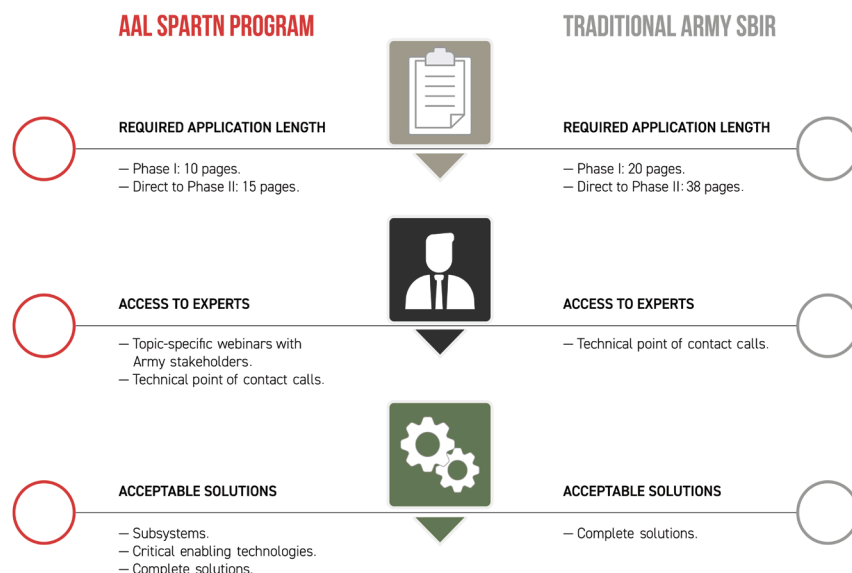 AAL SPARTN PROGRAM
TRADITIONAL ARMY SBIR
REQUIRED APPLICATION LENGTH
— Phase I: 10 pages.
— Direct to Phase II: 15 pages.
REQUIRED APPLICATION LENGTH
— Phase I: 20 pages.
— Direct to Phase II: 38 pages.
ACCESS TO EXPERTS
— Topic-specific webinars with
Army stakeholders.
— Technical point of contact calls.
ACCESS TO EXPERTS
— Technical point of contact calls.
ACCEPTABLE SOLUTIONS
— Subsystems.
— Critical enabling technologies.
— Complete solutions.
ACCEPTABLE SOLUTIONS
— Complete solutions.